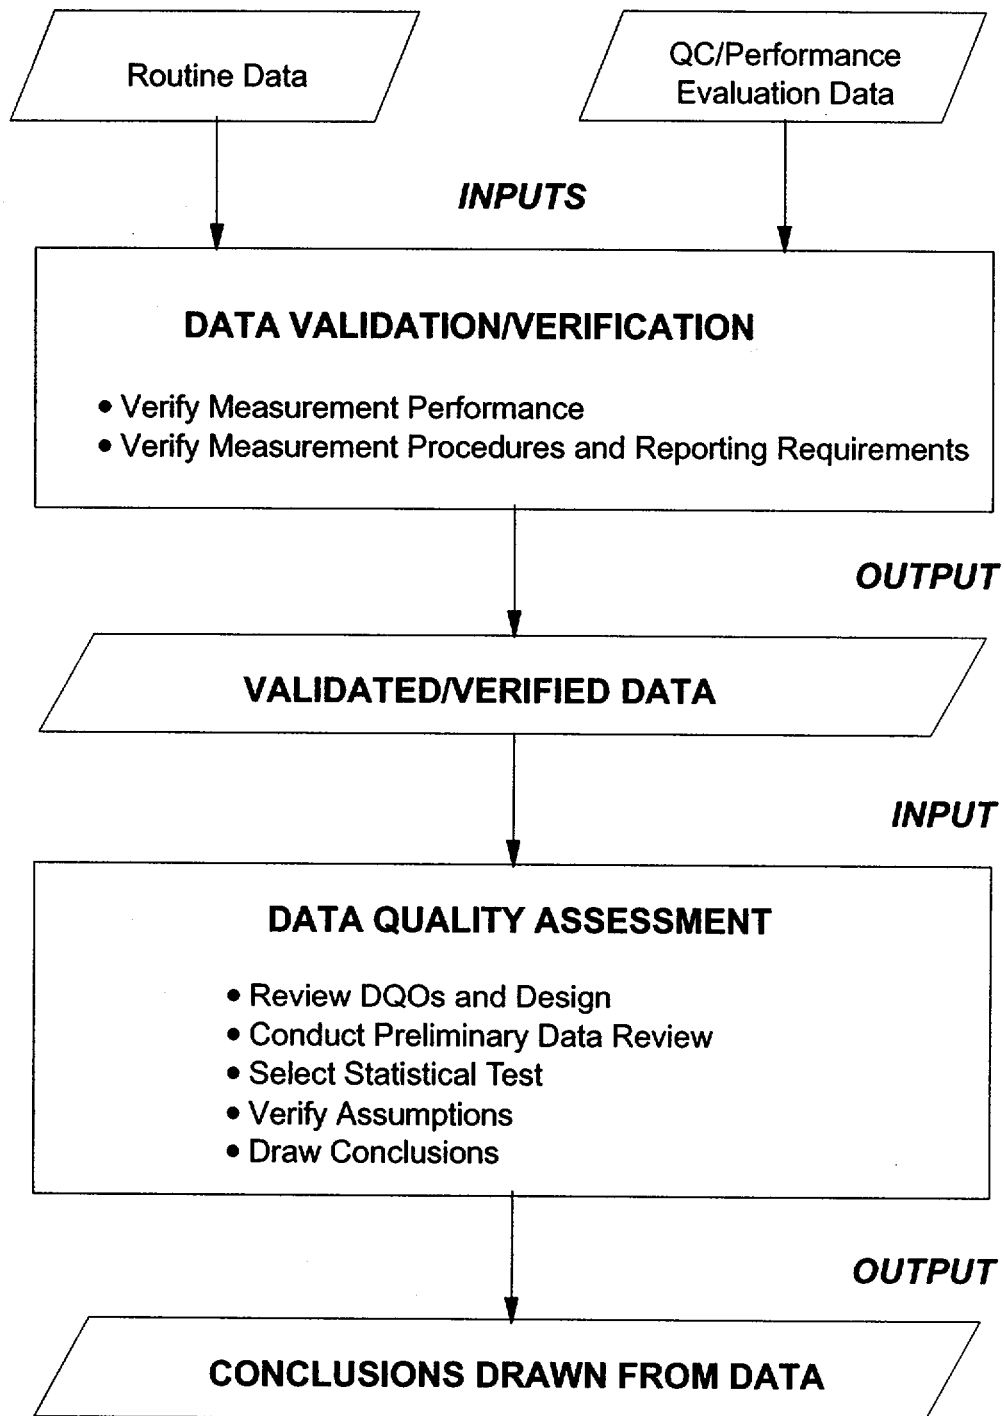 Routine Data
QC/Performance
Evaluation Data
INPUTS
DATA VALIDATION/VERIFICATION
• Verify Measurement Performance
• Verify Measurement Procedures and Reporting Requirements
OUTPUT
VALIDATED/VERIFIED DATA
INPUT
DATA QUALITY ASSESSMENT
• Review DQOs and Design
• Conduct Preliminary Data Review
• Select Statistical Test
• Verify Assumptions
• Draw Conclusions
OUTPUT
CONCLUSIONS DRAWN FROM DATA